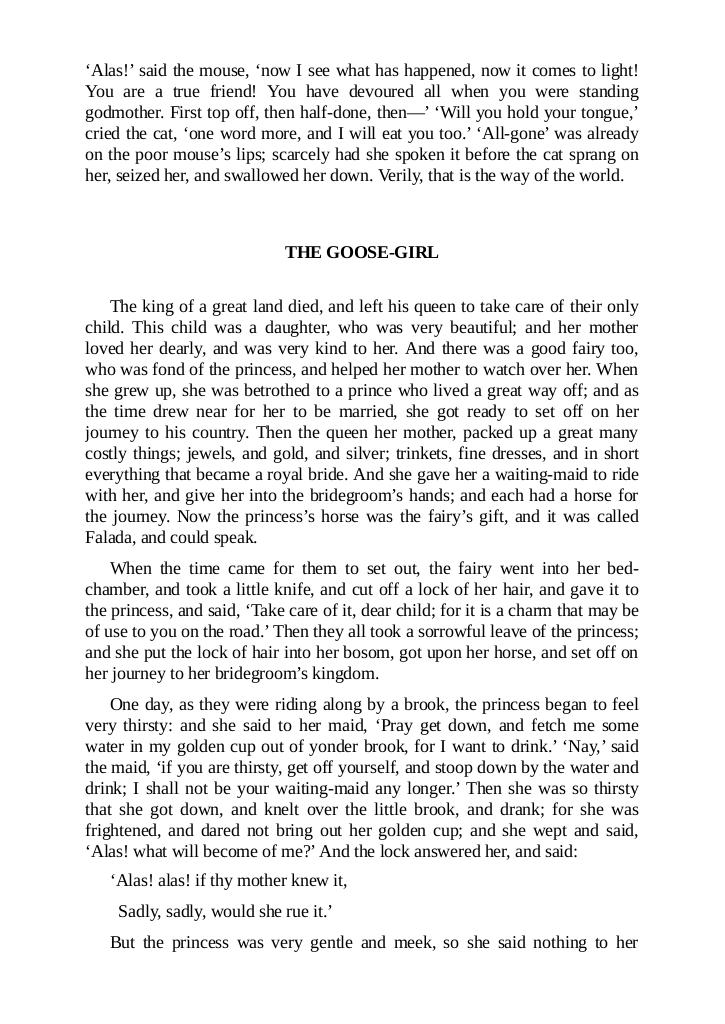 ‘Alas!’ said the mouse, ‘now I see what has happened, now it comes to light!
You are a true friend! You have devoured all when you were standing
godmother. First top off, then half-done, then—’ ‘Will you hold your tongue,’
cried the cat, ‘one word more, and I will eat you too.’ ‘All-gone’ was already
on the poor mouse’s lips; scarcely had she spoken it before the cat sprang on
her, seized her, and swallowed her down. Verily, that is the way of the world.
THE GOOSE-GIRL
The king of a great land died, and left his queen to take care of their only
child. This child was a daughter, who was very beautiful; and her mother
loved her dearly, and was very kind to her. And there was a good fairy too,
who was fond of the princess, and helped her mother to watch over her. When
she grew up, she was betrothed to a prince who lived a great way off; and as
the time drew near for her to be married, she got ready to set off on her
journey to his country. Then the queen her mother, packed up a great many
costly things; jewels, and gold, and silver; trinkets, fine dresses, and in short
everything that became a royal bride. And she gave her a waiting-maid to ride
with her, and give her into the bridegroom’s hands; and each had a horse for
the journey. Now the princess’s horse was the fairy’s gift, and it was called
Falada, and could speak.
When the time came for them to set out, the fairy went into her bed-
chamber, and took a little knife, and cut off a lock of her hair, and gave it to
the princess, and said, ‘Take care of it, dear child; for it is a charm that may be
of use to you on the road.’ Then they all took a sorrowful leave of the princess;
and she put the lock of hair into her bosom, got upon her horse, and set off on
her journey to her bridegroom’s kingdom.
One day, as they were riding along by a brook, the princess began to feel
very thirsty: and she said to her maid, ‘Pray get down, and fetch me some
water in my golden cup out of yonder brook, for I want to drink.’ ‘Nay,’ said
the maid, ‘if you are thirsty, get off yourself, and stoop down by the water and
drink; I shall not be your waiting-maid any longer.’ Then she was so thirsty
that she got down, and knelt over the little brook, and drank; for she was
frightened, and dared not bring out her golden cup; and she wept and said,
‘Alas! what will become of me?’ And the lock answered her, and said:
‘Alas! alas! if thy mother knew it,
Sadly, sadly, would she rue it.’
But the princess was very gentle and meek, so she said nothing to her